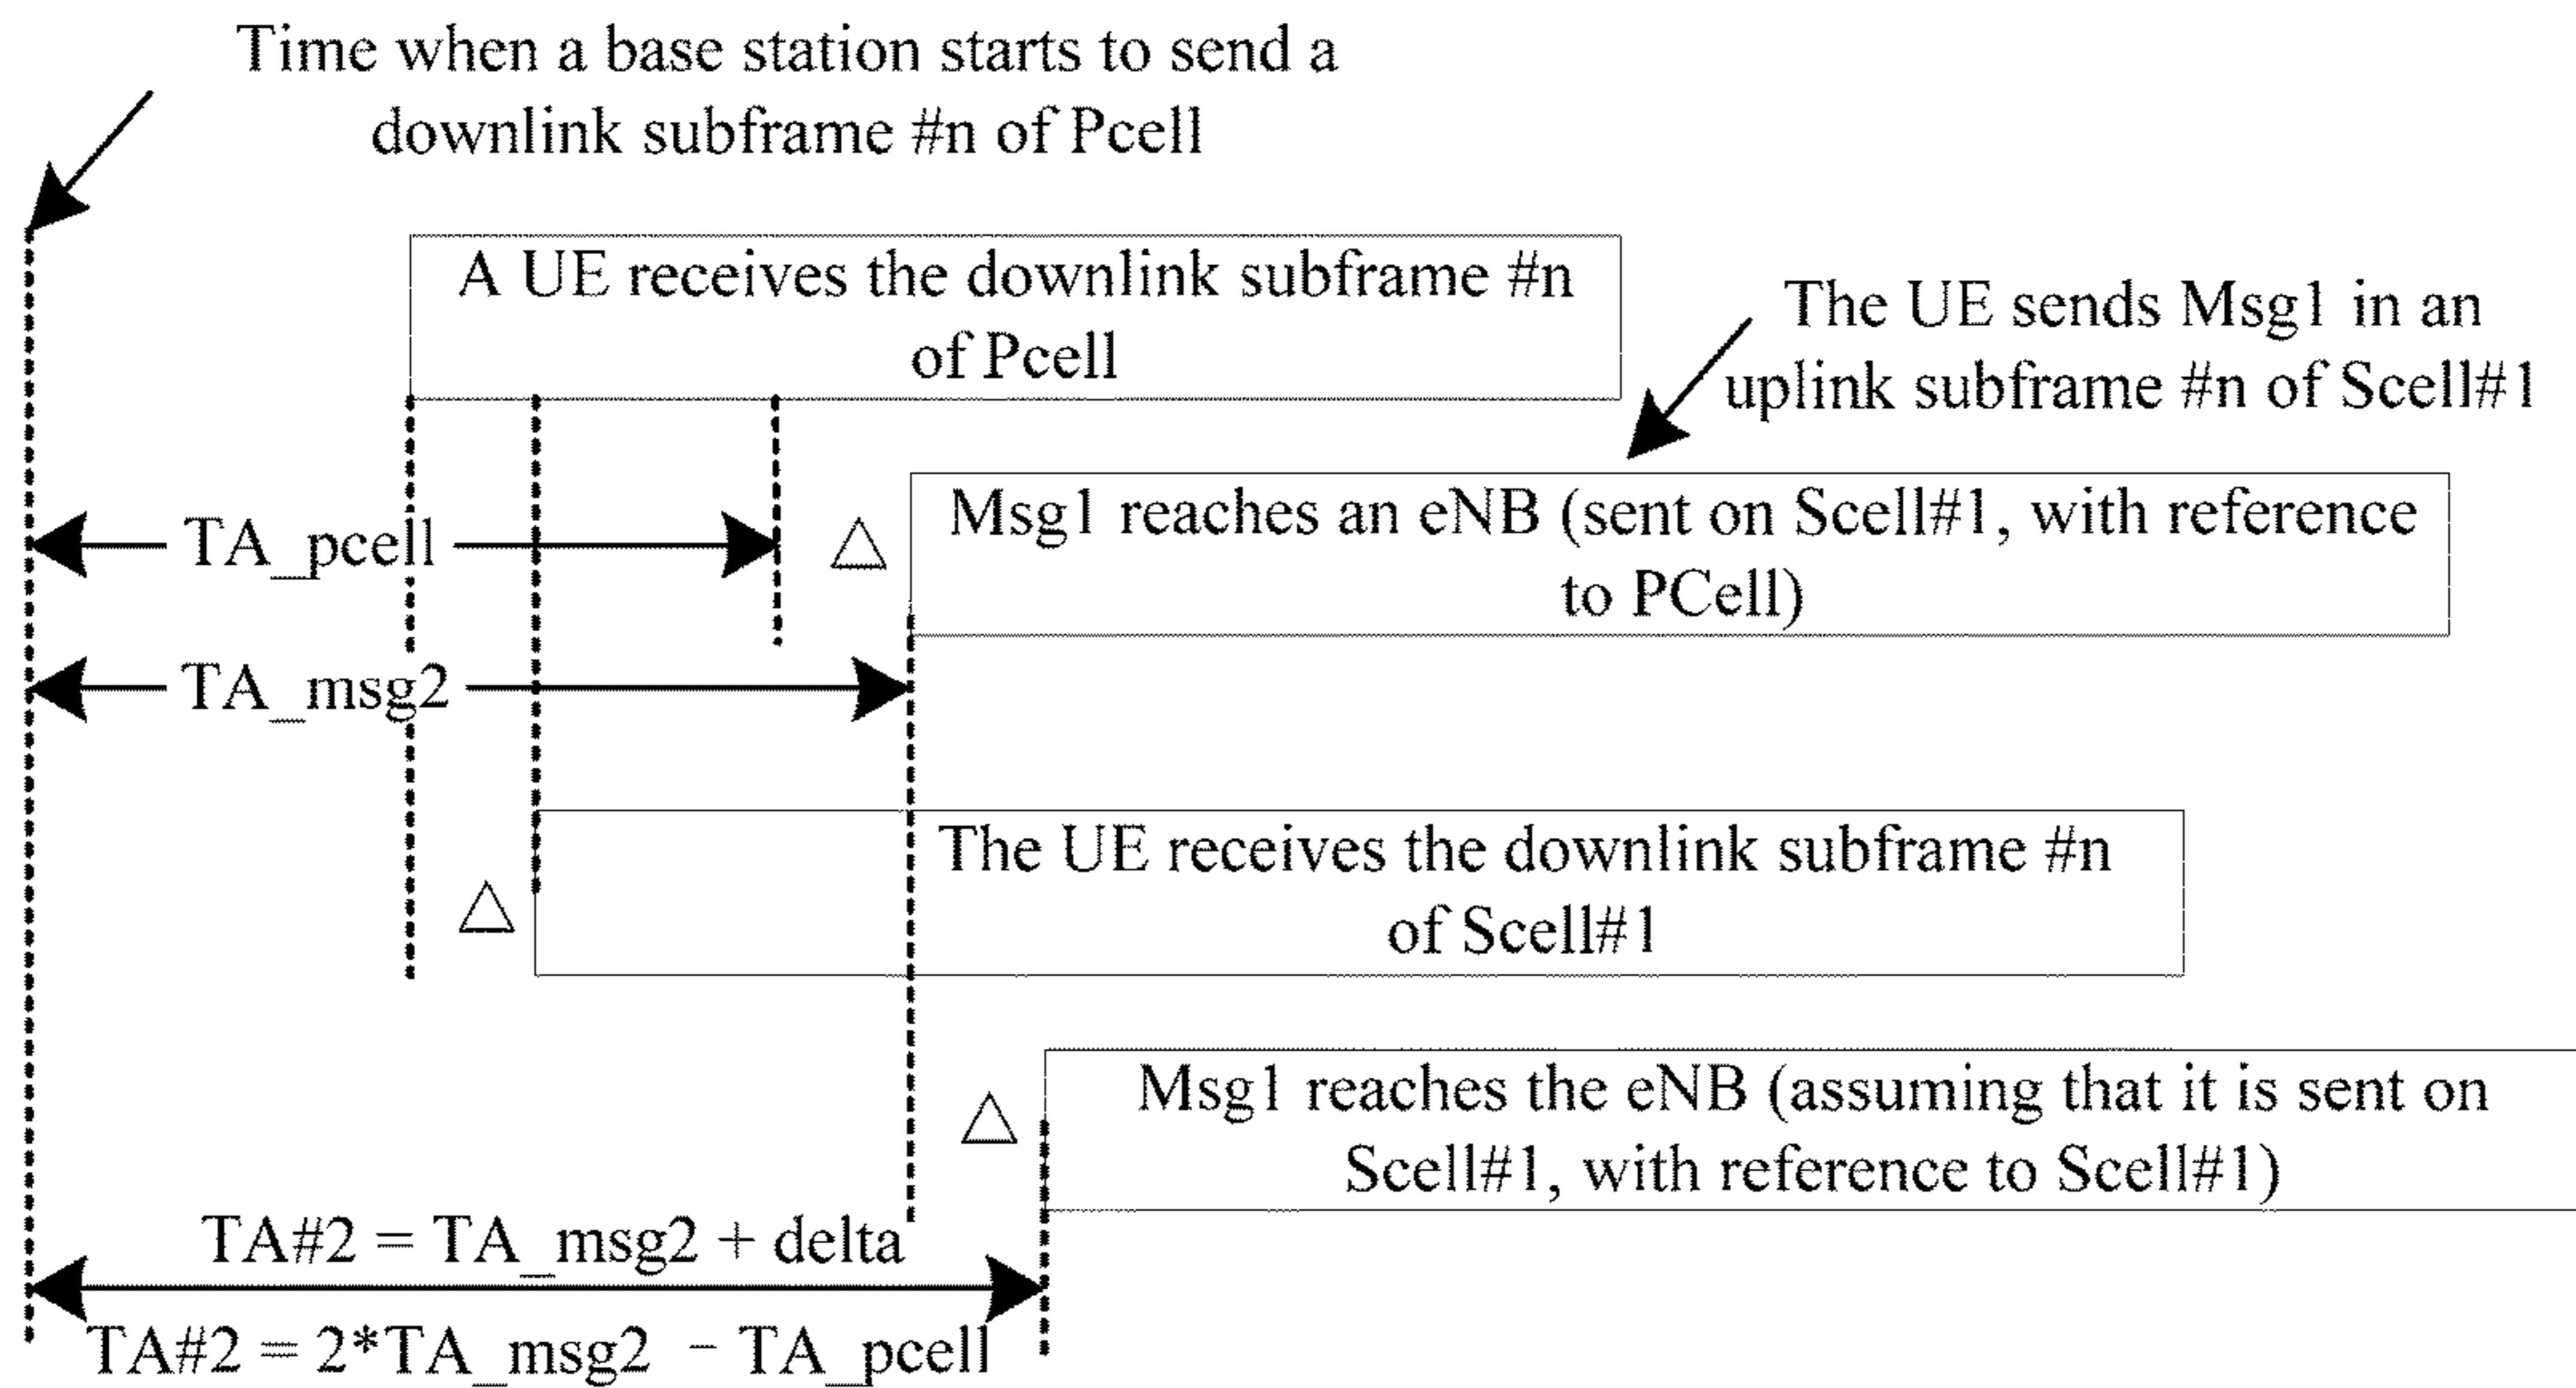 Time when a base station starts to send a
downlink subframe #n of Pcell
A UE receives the downlink subframe #n
of Pcell
The UE sends Msg1 in an
uplink subframe #n of Scell#1
TA_pcell
△
Msg1 reaches an eNB (sent on Scell#1, with reference
to PCell)
TA_msg2
The UE receives the downlink subframe #n
of Scell#1
△
Msg1 reaches the eNB (assuming that it is sent on
Scell#1, with reference to Scell#1)
△
TA#2 = TA_msg2 + delta
TA#2 = 2*TA_msg2 - TA_pcell